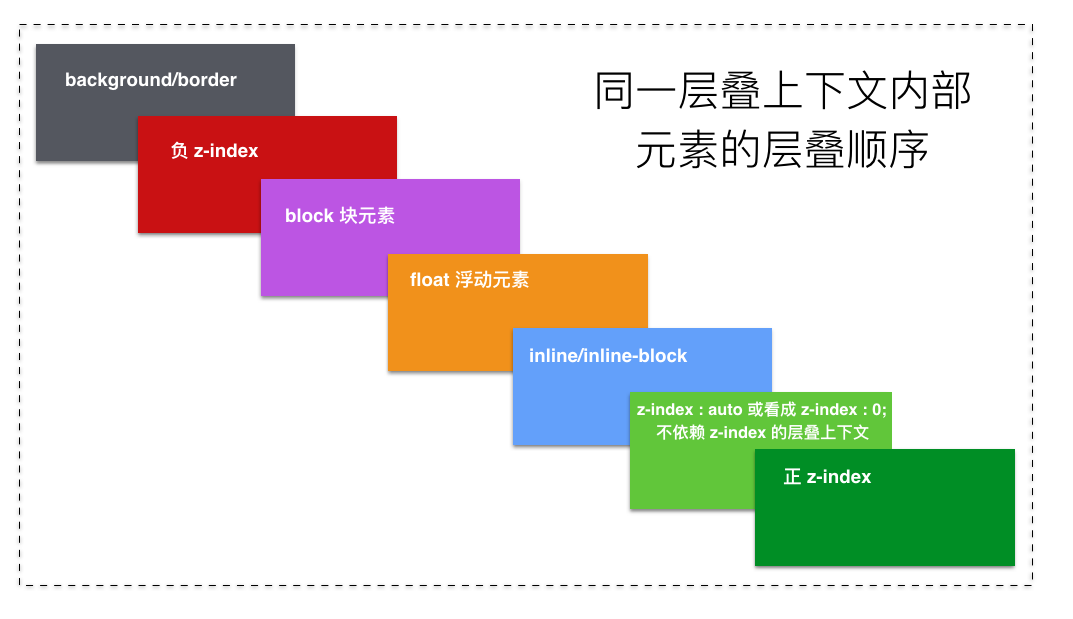 同一层叠上下文内部
元素的层叠顺序
background/border
负 z-index
block 块元素
float 浮动元素
inline/inline-block
z-index : auto 或看成 z-index : 0;
不依赖 z-index 的层叠上下文
正 z-index